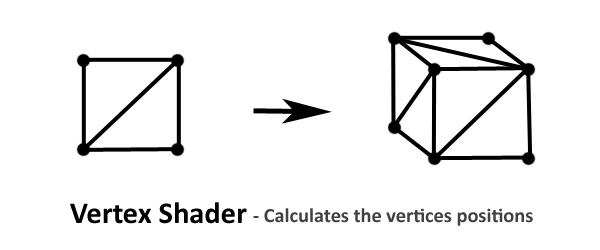 Vertex Shader - Calculates the vertices positions